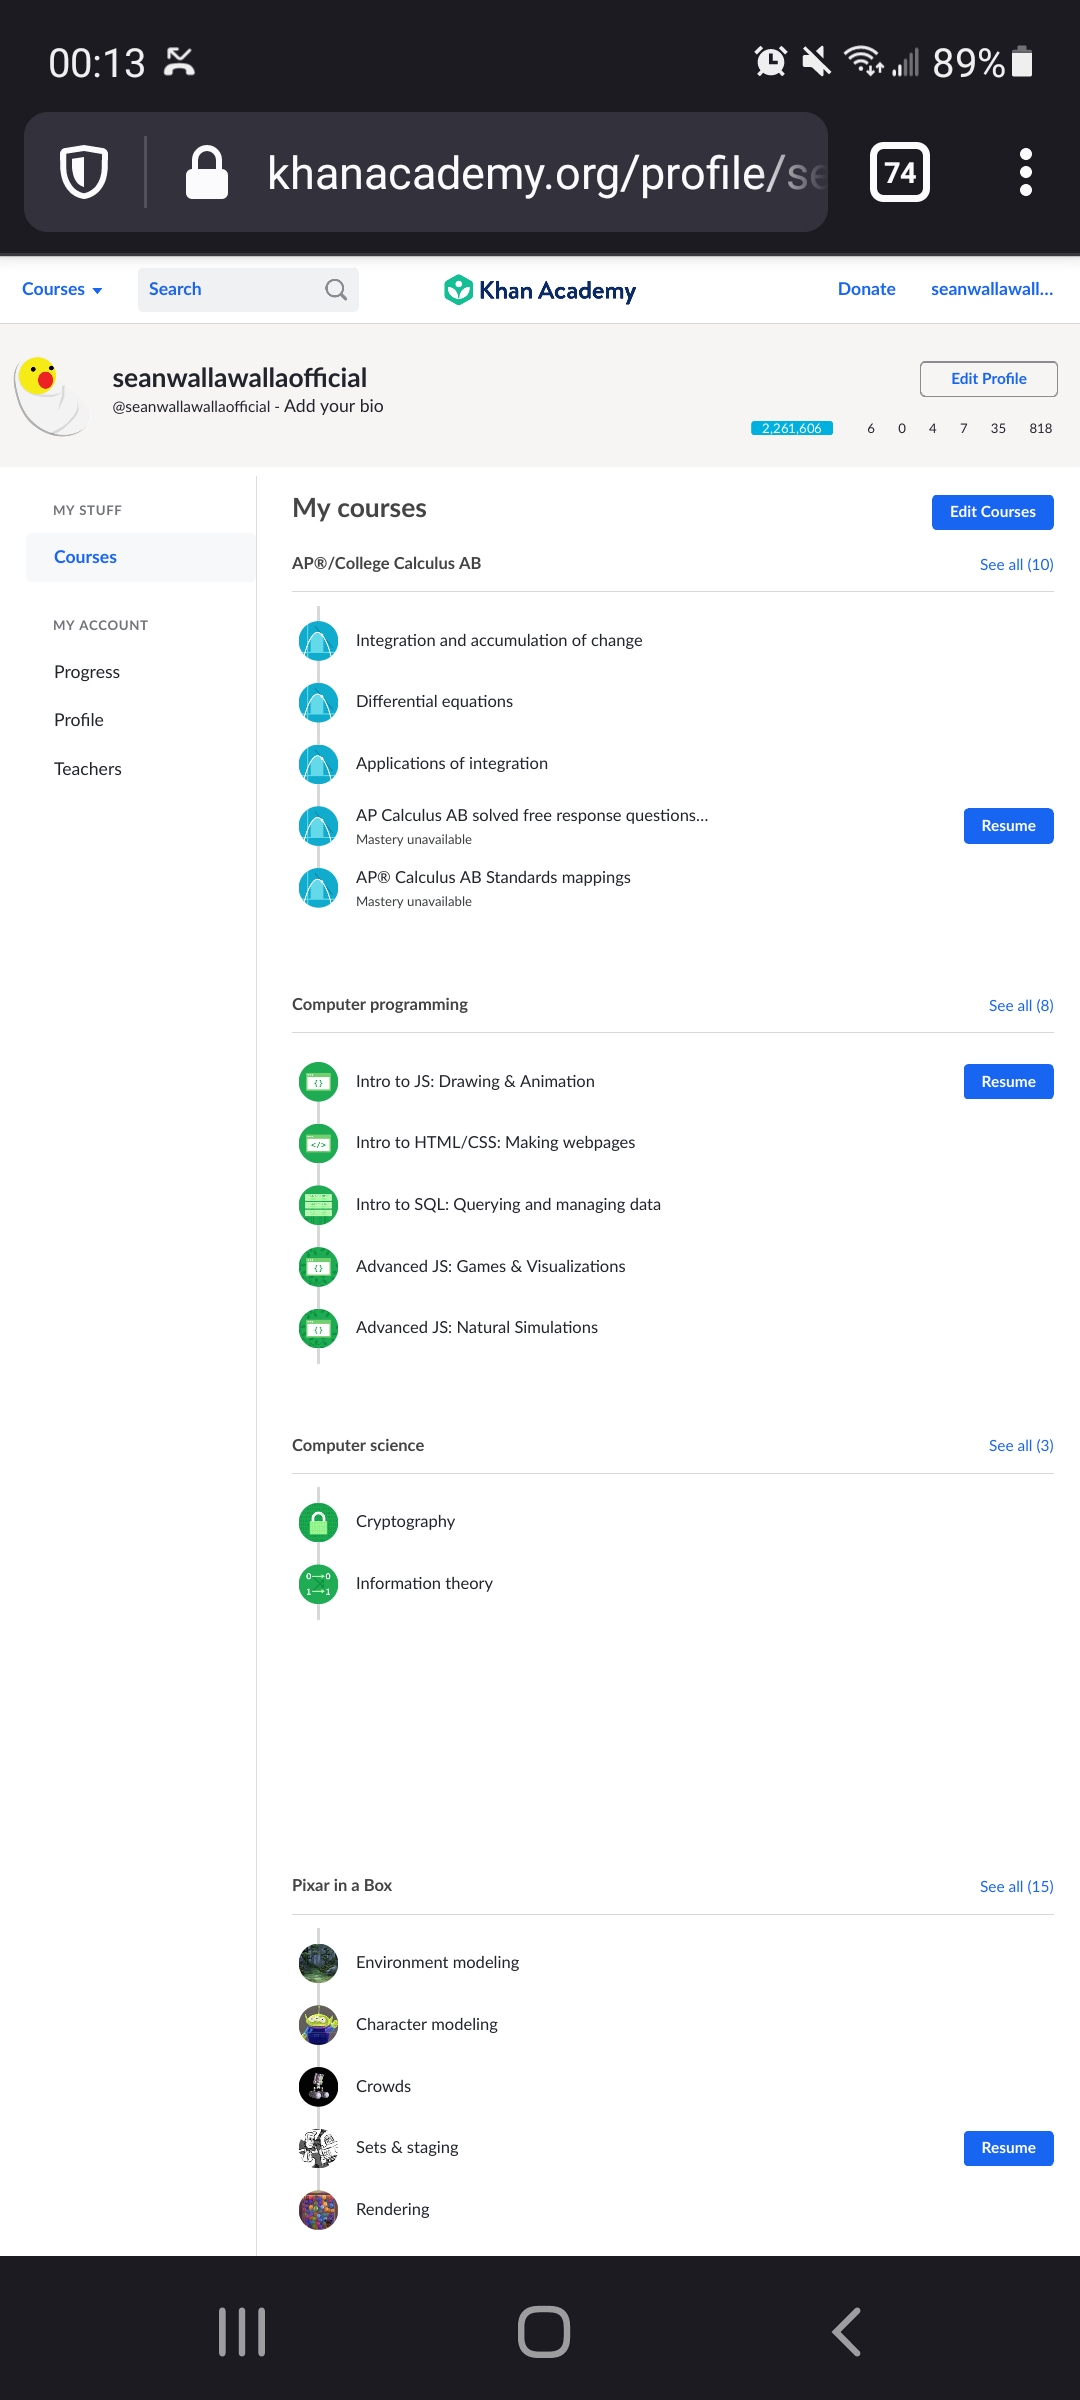 00:13
89%
khanacademy.org/profile/se
74
Courses
Search
Khan Academy
Donate
seanwallawall...
seanwallawallaofficial
@seanwallawallaofficial - Add your bio
Edit Profile
2,261,606 6 0 4 7 35 818
MY STUFF
Courses
MY ACCOUNT
Progress
Profile
Teachers
My courses
Edit Courses
AP®/College Calculus AB
See all (10)
Integration and accumulation of change
Differential equations
Applications of integration
AP Calculus AB solved free response questions...
Mastery unavailable
Resume
AP® Calculus AB Standards mappings
Mastery unavailable
Computer programming
See all (8)
Intro to JS: Drawing & Animation
Resume
Intro to HTML/CSS: Making webpages
Intro to SQL: Querying and managing data
Advanced JS: Games & Visualizations
Advanced JS: Natural Simulations
Computer science
See all (3)
Cryptography
Information theory
Pixar in a Box
See all (15)
Environment modeling
Character modeling
Crowds
Sets & staging
Resume
Rendering